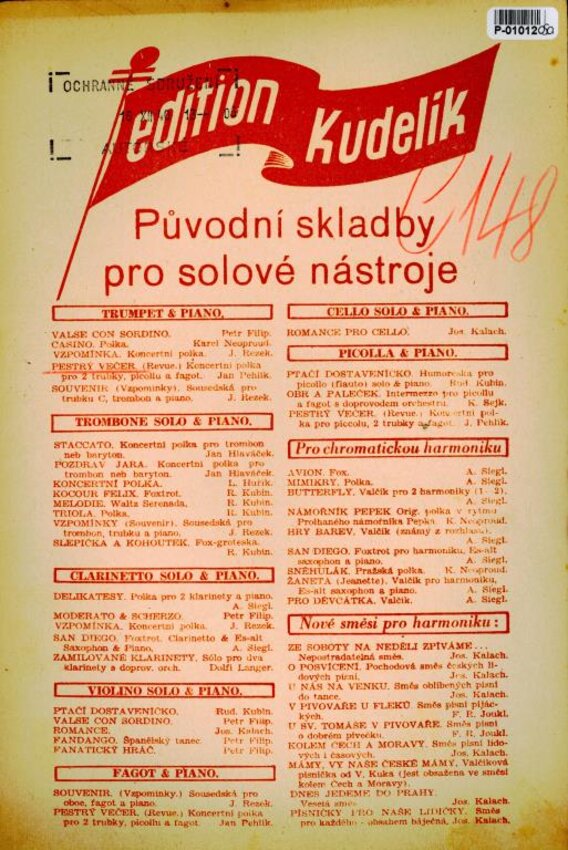 P-0101208
OCHRANNÉ SDRUŽENÍ
edition Kudelík
C 148
Původní skladby
pro solové nástroje
TRUMPET & PIANO.
VALSE CON SORDINO. Petr Filip.
CASINO. Polka. Karel Neoproud.
VZPOMÍNKA. Koncertní polka. J. Rezek.
PESTRÝ VEČER. (Revue.) Koncertní polka
pro 2 trubky, picollu a fagot. Jan Pehlík.
SOUVENIR (Vzpomínky). Sousedská pro
trubku C, trombon a piano. J. Rezek.
TROMBONE SOLO & PIANO.
STACCATO. Koncertní polka pro trombon
neb baryton. Jan Hlaváček.
POZDRAV JARA. Koncertní polka pro
trombon neb baryton. Jan Hlaváček.
KONCERTNÍ POLKA. L. Huřík.
KOCOUR FELIX. Foxtrot. R. Kubín.
MELODIE. Waltz Serenada, R. Kubín.
TRIOLA. Polka. R. Kubín.
VZPOMÍNKY (Souvenir). Sousedská pro
trombon, trubku a piano. J. Rezek.
SLEPIČKA A KOHOUTEK. Fox-groteska.
R. Kubín.
CLARINETTO SOLO & PIANO.
DELIKATESY. Polka pro 2 klarinety a piano.
A. Siegl.
MODERATO & SCHERZO. Petr Filip.
VZPOMÍNKA. Koncertní polka. J. Rezek.
SAN DIEGO. Foxtrot. Clarinetto & Es-alt
Saxophon & Piano. A. Siegl.
ZAMILOVANÉ KLARINETY. Sólo pro dva
klarinety s doprov. orch. Dolfi Langer.
VIOLINO SOLO & PIANO.
PTAČÍ DOSTAVENÍČKO. Rud. Kubín.
VALSE CON SORDINO. Petr Filip.
ROMANCE. Jos. Kalach.
FANDANGO. Španělský tanec. Petr Filip.
FANATICKÝ HRÁČ. Petr Filip.
FAGOT & PIANO.
SOUVENIR. (Vzpomínky.) Sousedská pro
oboe, fagot a piano. J. Rezek.
PESTRÝ VEČER. (Revue.) Koncertní polka
pro 2 trubky, picollu a fagot. Jan Pehlík.
CELLO SOLO & PIANO.
ROMANCE PRO CELLO. Jos. Kalach.
PICOLLA & PIANO.
PTAČÍ DOSTAVENÍČKO. Humoreska pro
picollo (flauto) solo & piano. Rud. Kubín.
OBR A PALEČEK. Intermezzo pro picollu
a fagot s doprovodem orchestru. K. Sejk.
PESTRÝ VEČER. (Revue.) Koncertní pol-
ka pro picollu, 2 trubky a fagot. J. Pehlík.
Pro chromatickou harmoniku
AVION. Fox. A. Siegl.
MIMIKRY. Polka. A. Siegl.
BUTTERFLY. Valčík pro 2 harmoniky (1-2).
A. Siegl.
NÁMOŘNÍK PEPEK Orig. polka v rytmu
Prolhaného námořníka Pepka. K. Neoproud.
HRY BAREV. Valčík (známý z rozhlasu).
A. Siegl.
SAN DIEGO. Foxtrot pro harmoniku, Es-alt
saxophon a piano. A. Siegl.
SNĚHULÁK. Pražská polka. K. Neoproud.
ŽANETA (Jeanette). Valčík pro harmoniku,
Es-alt saxophon a piano. A. Siegl.
PRO DĚVČÁTKA. Valčík. A. Siegl.
Nové směsi pro harmoniku:
ZE SOBOTY NA NEDĚLI ZPÍVÁME...
Nepostradatelná směs. Jos. Kalach.
O POSVÍCENÍ. Pochodová směs českých li-
dových písní. Jos. Kalach.
U NÁS NA VENKU. Směs oblíbených písní
do tance. Jos. Kalach.
V PIVOVAŘE U FLEKŮ. Směs písní piják-
kých. F. R. Joukl.
U SV. TOMÁŠE V PIVOVAŘE. Směs písní
o dobrém pivečku. F. R. Joukl.
KOLEM ČECH A MORAVY. Směs písní lido-
vých i časových. Jos. Kalach.
MÁMY, VY NAŠE ČESKÉ MÁMY, Valčíková
písnička od V. Kuka (Jest obsažena ve směsi
kolem Čech a Moravy).
DNES JEDEME DO PRAHY.
Veselá směs. Jos. Kalach.
PÍSNIČKY PRO NAŠE LIDIČKY. Směs
pro každého - obsahem báječná, Jos. Kalach.